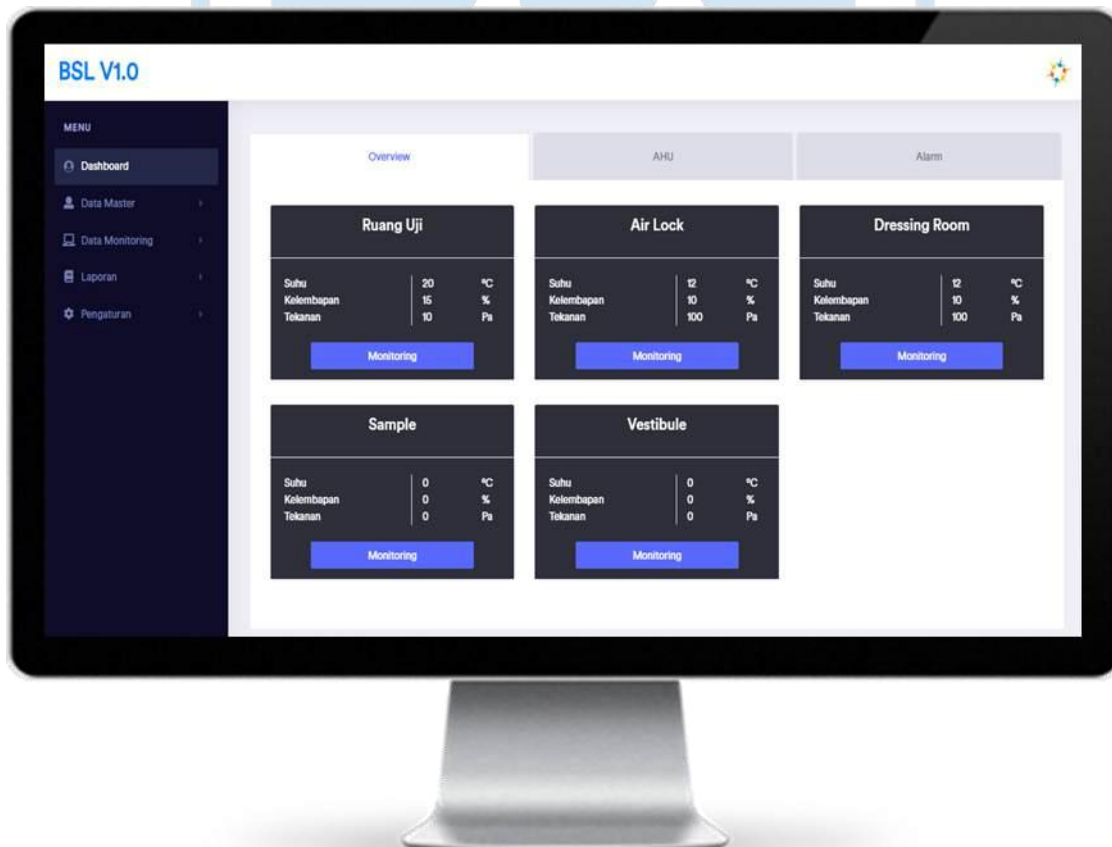 BSL V1.0
MENU
Dashboard
Data Master
Data Monitoring
Laporan
Pengaturan
Overview
AHU
Alarm
Ruang Uji
Suhu 20 °C
Kelembapan 15 %
Tekanan 10 Pa
Monitoring
Air Lock
Suhu 12 °C
Kelembapan 10 %
Tekanan 100 Pa
Monitoring
Dressing Room
Suhu 12 °C
Kelembapan 10 %
Tekanan 100 Pa
Monitoring
Sample
Suhu 0 °C
Kelembapan 0 %
Tekanan 0 Pa
Monitoring
Vestibule
Suhu 0 °C
Kelembapan 0 %
Tekanan 0 Pa
Monitoring